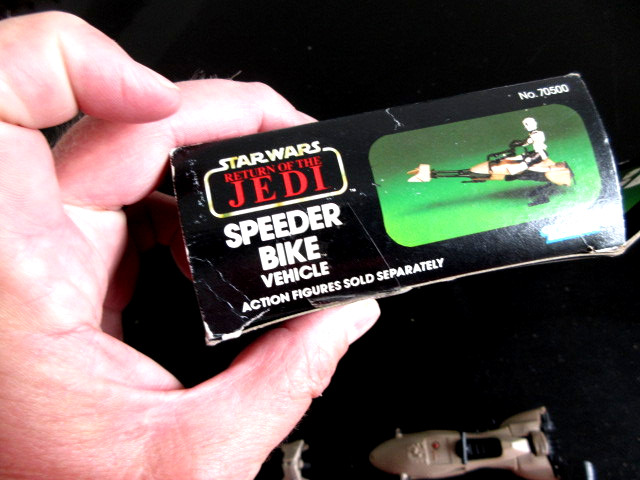 No. 70500
STAR WARS
RETURN OF THE
JEDI
SPEEDER
BIKE
VEHICLE
ACTION FIGURES SOLD SEPARATELY